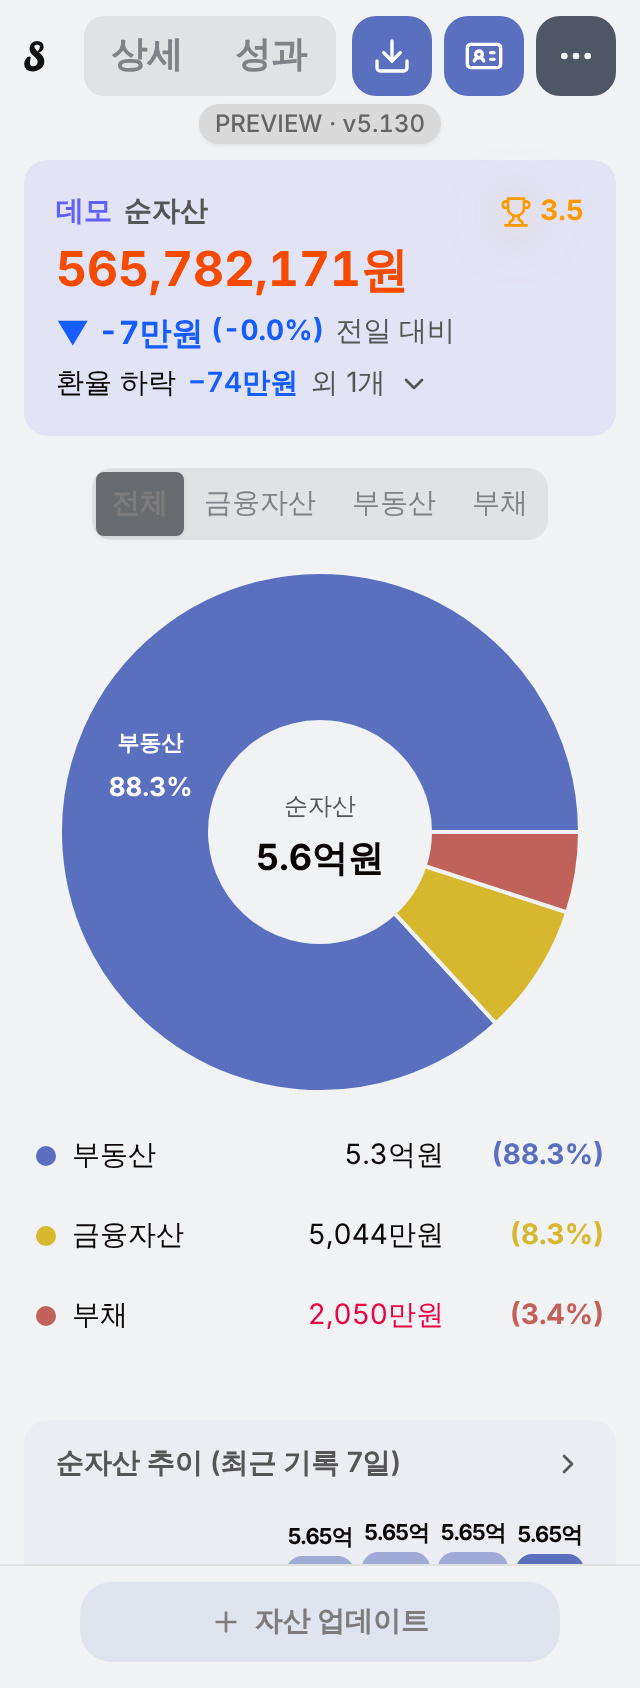 S
상세 성과
PREVIEW · v5.130
데모 순자산 3.5
565,782,171원
▼ -7만원 (-0.0%) 전일 대비
환율 하락 −74만원 외 1개
전체 금융자산 부동산 부채
부동산
88.3%
순자산
5.6억원
부동산 5.3억원 (88.3%)
금융자산 5,044만원 (8.3%)
부채 2,050만원 (3.4%)
순자산 추이 (최근 기록 7일)
5.65억 5.65억 5.65억 5.65억
+ 자산 업데이트